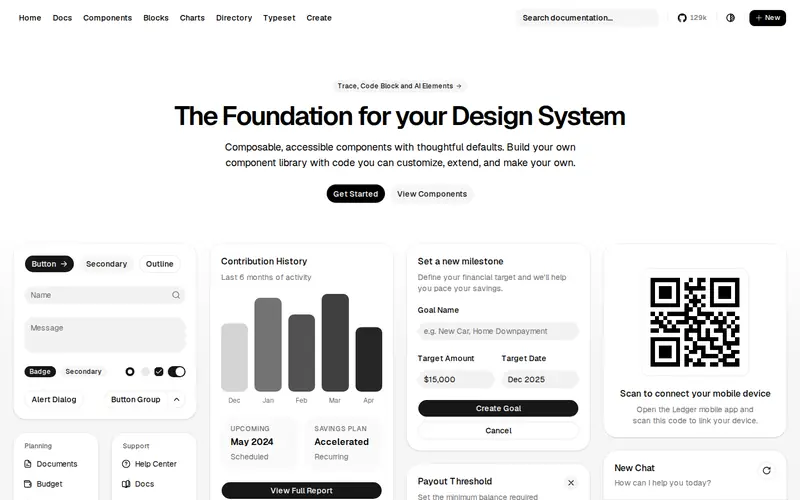 Home Docs Components Blocks Charts Directory Typeset Create
Search documentation...
129k
New
Trace, Code Block and AI Elements →
The Foundation for your Design System
Composable, accessible components with thoughtful defaults. Build your own
component library with code you can customize, extend, and make your own.
Get Started
View Components
Button →
Secondary
Outline
Name
Message
Badge
Secondary
Alert Dialog
Button Group
Planning
Documents
Budget
Support
Help Center
Docs
Contribution History
Last 6 months of activity
Dec Jan Feb Mar Apr
UPCOMING
May 2024
Scheduled
SAVINGS PLAN
Accelerated
Recurring
View Full Report
Set a new milestone
Define your financial target and we'll help
you pace your savings.
Goal Name
e.g. New Car, Home Downpayment
Target Amount
Target Date
$15,000
Dec 2025
Create Goal
Cancel
Payout Threshold
Set the minimum balance required
Scan to connect your mobile device
Open the Ledger mobile app and
scan this code to link your device.
New Chat
How can I help you today?